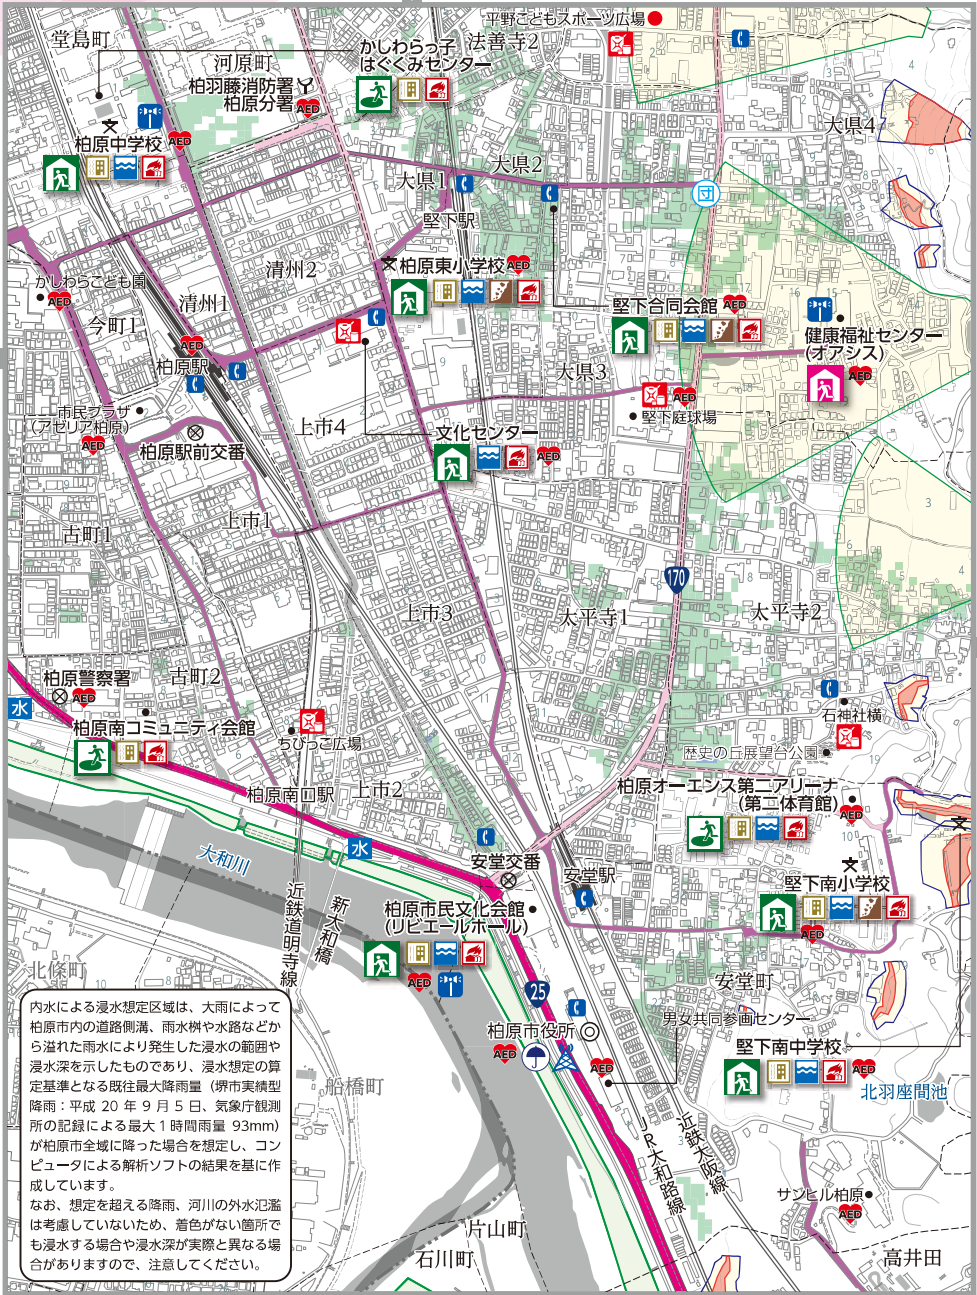 平野こどもスポーツ広場
堂島町
かしわらっ子
はぐくみセンター
法善寺2
河原町
柏羽藤消防署
柏原分署
AED
大県4
柏原中学校
AED
大県2
大県1
団
堅下駅
柏原東小学校
AED
清州2
かしわらこども園
AED
清州1
今町1
堅下合同会館
AED
健康福祉センター
(オアシス)
AED
AED
柏原駅
大県3
市民プラザ
(アゼリア柏原)
AED
堅下庭球場
AED
上市4
文化センター
AED
柏原駅前交番
古町1
上市1
170
上市3
太平寺1
太平寺2
古町2
柏原警察署
AED
水
柏原南コミュニティ会館
ちびっこ広場
石神社横
歴史の丘展望台公園
柏原南口駅
上市2
柏原オーエンス第二アリーナ
(第二体育館)
AED
水
大和川
安堂交番
安堂駅
堅下南小学校
AED
近鉄道明寺線
新大和橋
柏原市民文化会館
(リビエールホール)
AED
北條町
25
安堂町
男女共同参画センター
柏原市役所
AED
AED
堅下南中学校
AED
北羽座間池
船橋町
内水による浸水想定区域は、大雨によって
柏原市内の道路側溝、雨水桝や水路などか
ら溢れた雨水により発生した浸水の範囲や
浸水深を示したものであり、浸水想定の算
定基準となる既往最大降雨量（堺市実績型
降雨：平成 20 年 9 月 5 日、気象庁観測
所の記録による最大1時間雨量 93mm）
が柏原市全域に降った場合を想定し、コン
ピュータによる解析ソフトの結果を基に作
成しています。
なお、想定を超える降雨、河川の外水氾濫
は考慮していないため、着色がない箇所で
も浸水する場合や浸水深が実際と異なる場
合がありますので、注意してください。
JR大和路線
近鉄大阪線
サンヒル柏原
AED
片山町
石川町
高井田